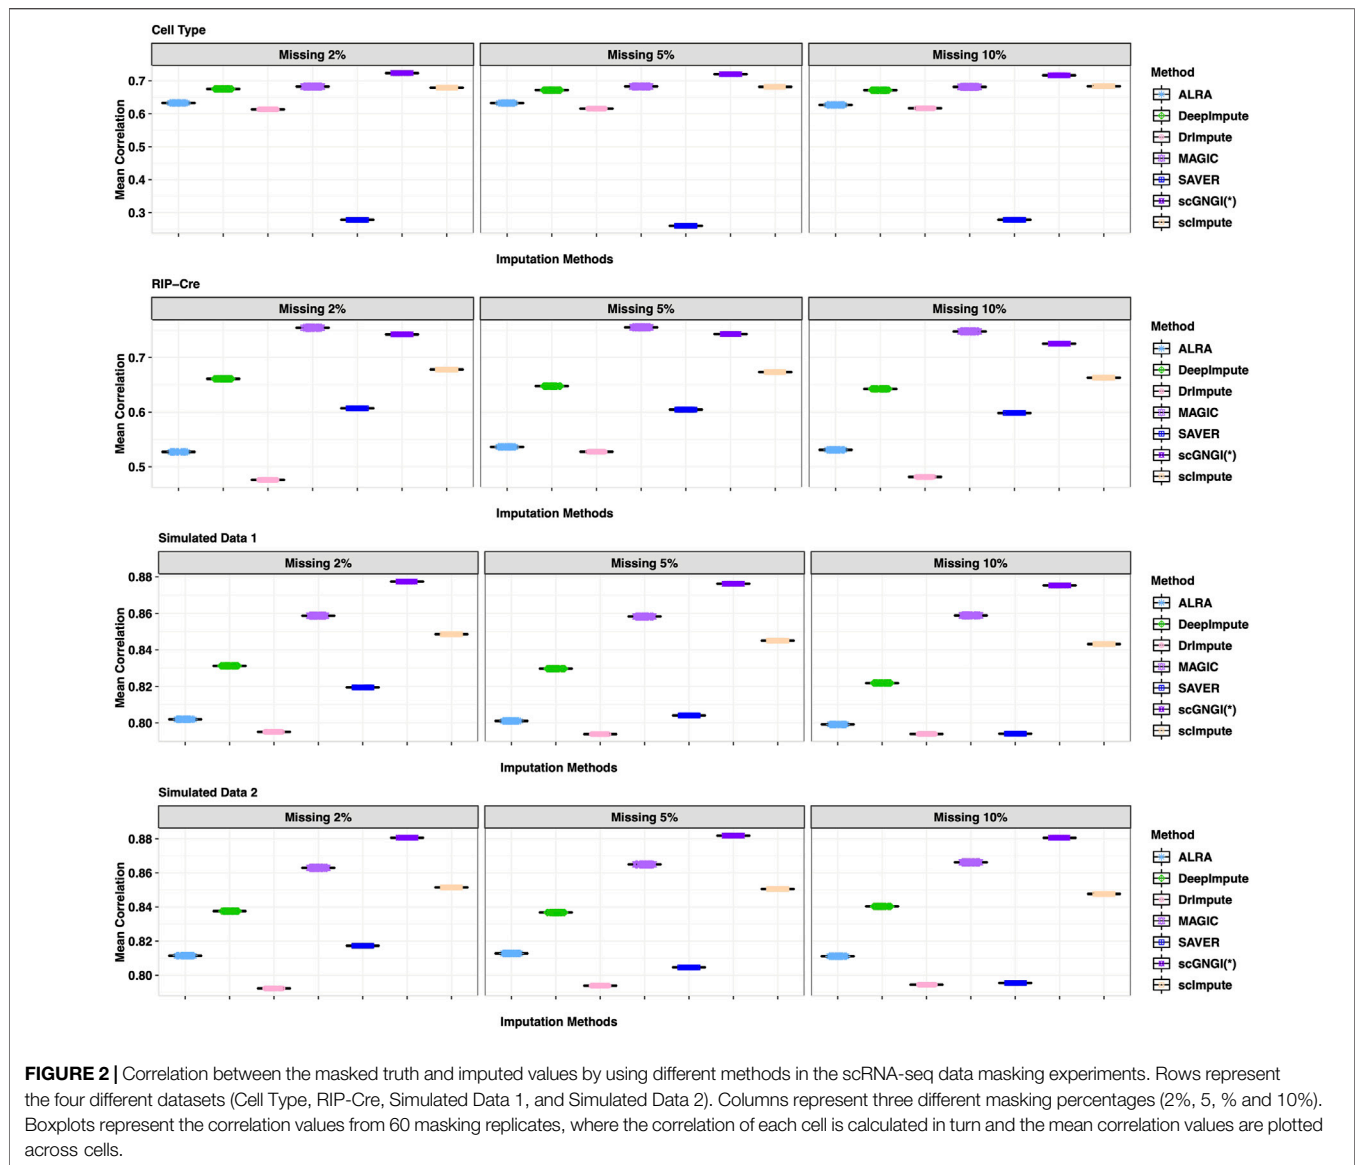 Cell Type
Missing 2%
Missing 5%
Missing 10%
Mean Correlation
0.7
0.6
0.5
0.4
0.3
Imputation Methods
Method
ALRA
DeepImpute
DrImpute
MAGIC
SAVER
scGNGI(*)
scImpute
RIP–Cre
Missing 2%
Missing 5%
Missing 10%
Mean Correlation
0.7
0.6
0.5
Imputation Methods
Method
ALRA
DeepImpute
DrImpute
MAGIC
SAVER
scGNGI(*)
scImpute
Simulated Data 1
Missing 2%
Missing 5%
Missing 10%
Mean Correlation
0.88
0.86
0.84
0.82
0.80
Imputation Methods
Method
ALRA
DeepImpute
DrImpute
MAGIC
SAVER
scGNGI(*)
scImpute
Simulated Data 2
Missing 2%
Missing 5%
Missing 10%
Mean Correlation
0.88
0.86
0.84
0.82
0.80
Imputation Methods
Method
ALRA
DeepImpute
DrImpute
MAGIC
SAVER
scGNGI(*)
scImpute
FIGURE 2 | Correlation between the masked truth and imputed values by using different methods in the scRNA-seq data masking experiments. Rows represent
the four different datasets (Cell Type, RIP-Cre, Simulated Data 1, and Simulated Data 2). Columns represent three different masking percentages (2%, 5, % and 10%).
Boxplots represent the correlation values from 60 masking replicates, where the correlation of each cell is calculated in turn and the mean correlation values are plotted
across cells.